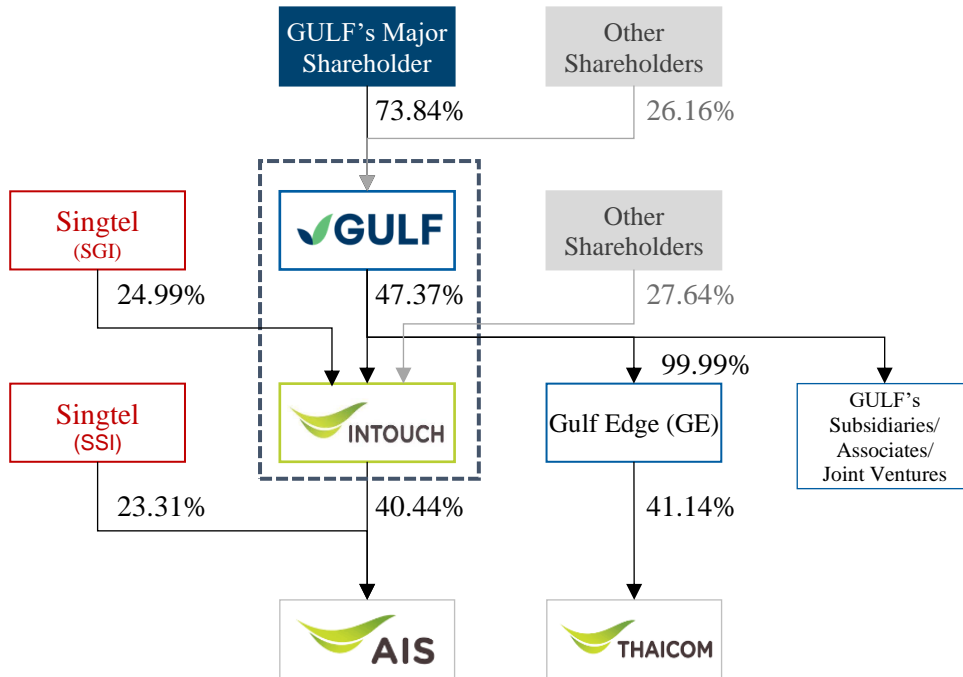 GULF's Major
Shareholder
Other
Shareholders
73.84%
26.16%
Singtel
(SGI)
GULF
Other
Shareholders
24.99%
47.37%
27.64%
99.99%
Singtel
(SSI)
INTOUCH
Gulf Edge (GE)
GULF's
Subsidiaries/
Associates/
Joint Ventures
23.31%
40.44%
41.14%
AIS
THAICOM